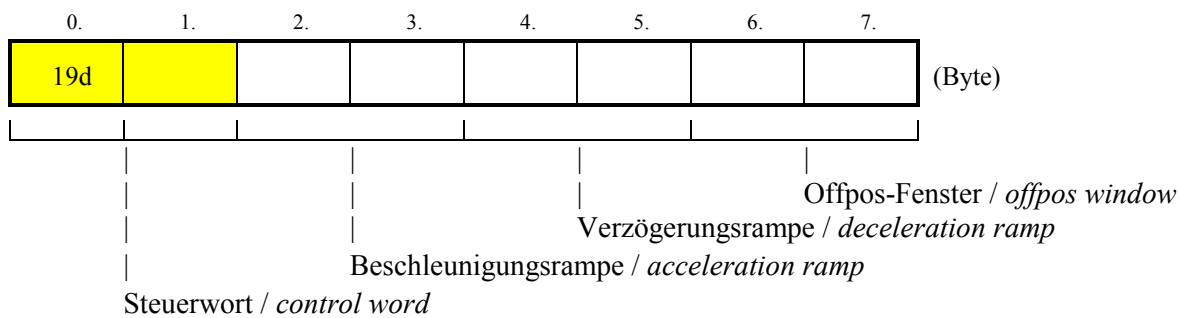 0. 1. 2. 3. 4. 5. 6. 7.
19d (Byte)
Offpos-Fenster / offpos window
Verzögerungsrampe / deceleration ramp
Beschleunigungsrampe / acceleration ramp
Steuerwort / control word